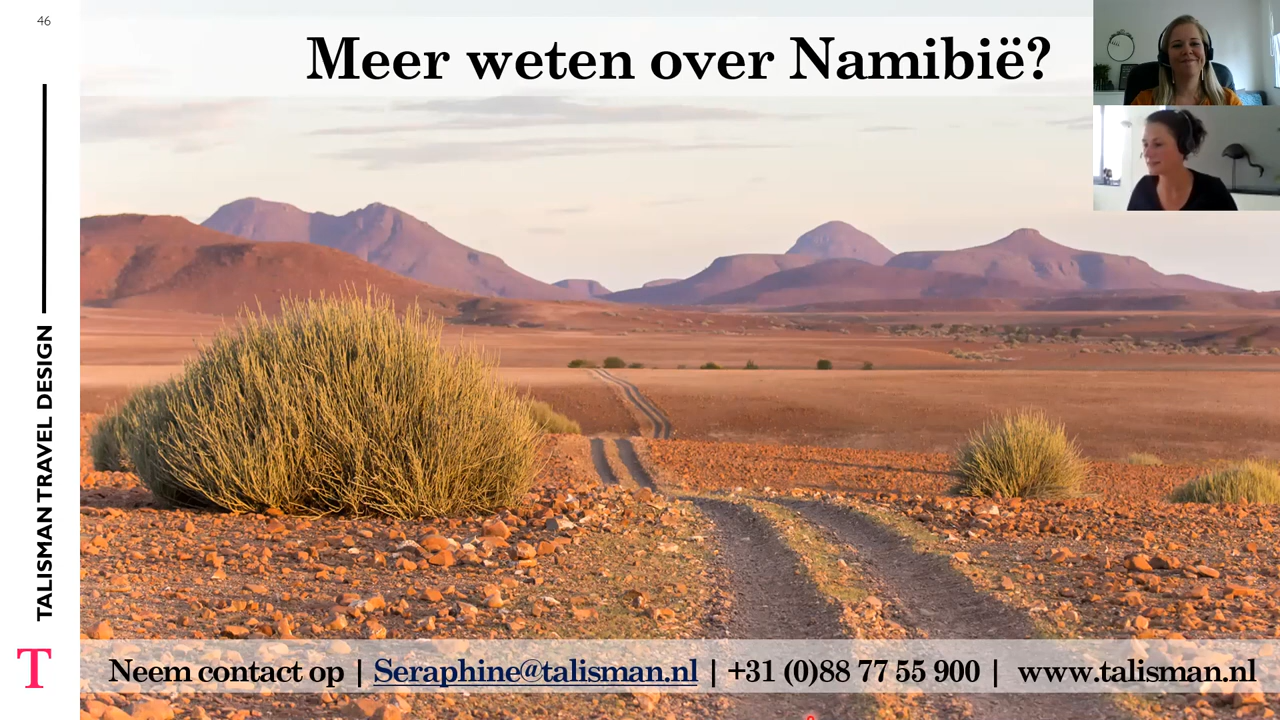 46
Meer weten over Namibië?
TALISMAN TRAVEL DESIGN
T
Neem contact op | Seraphine@talisman.nl | +31 (0)88 77 55 900 | www.talisman.nl